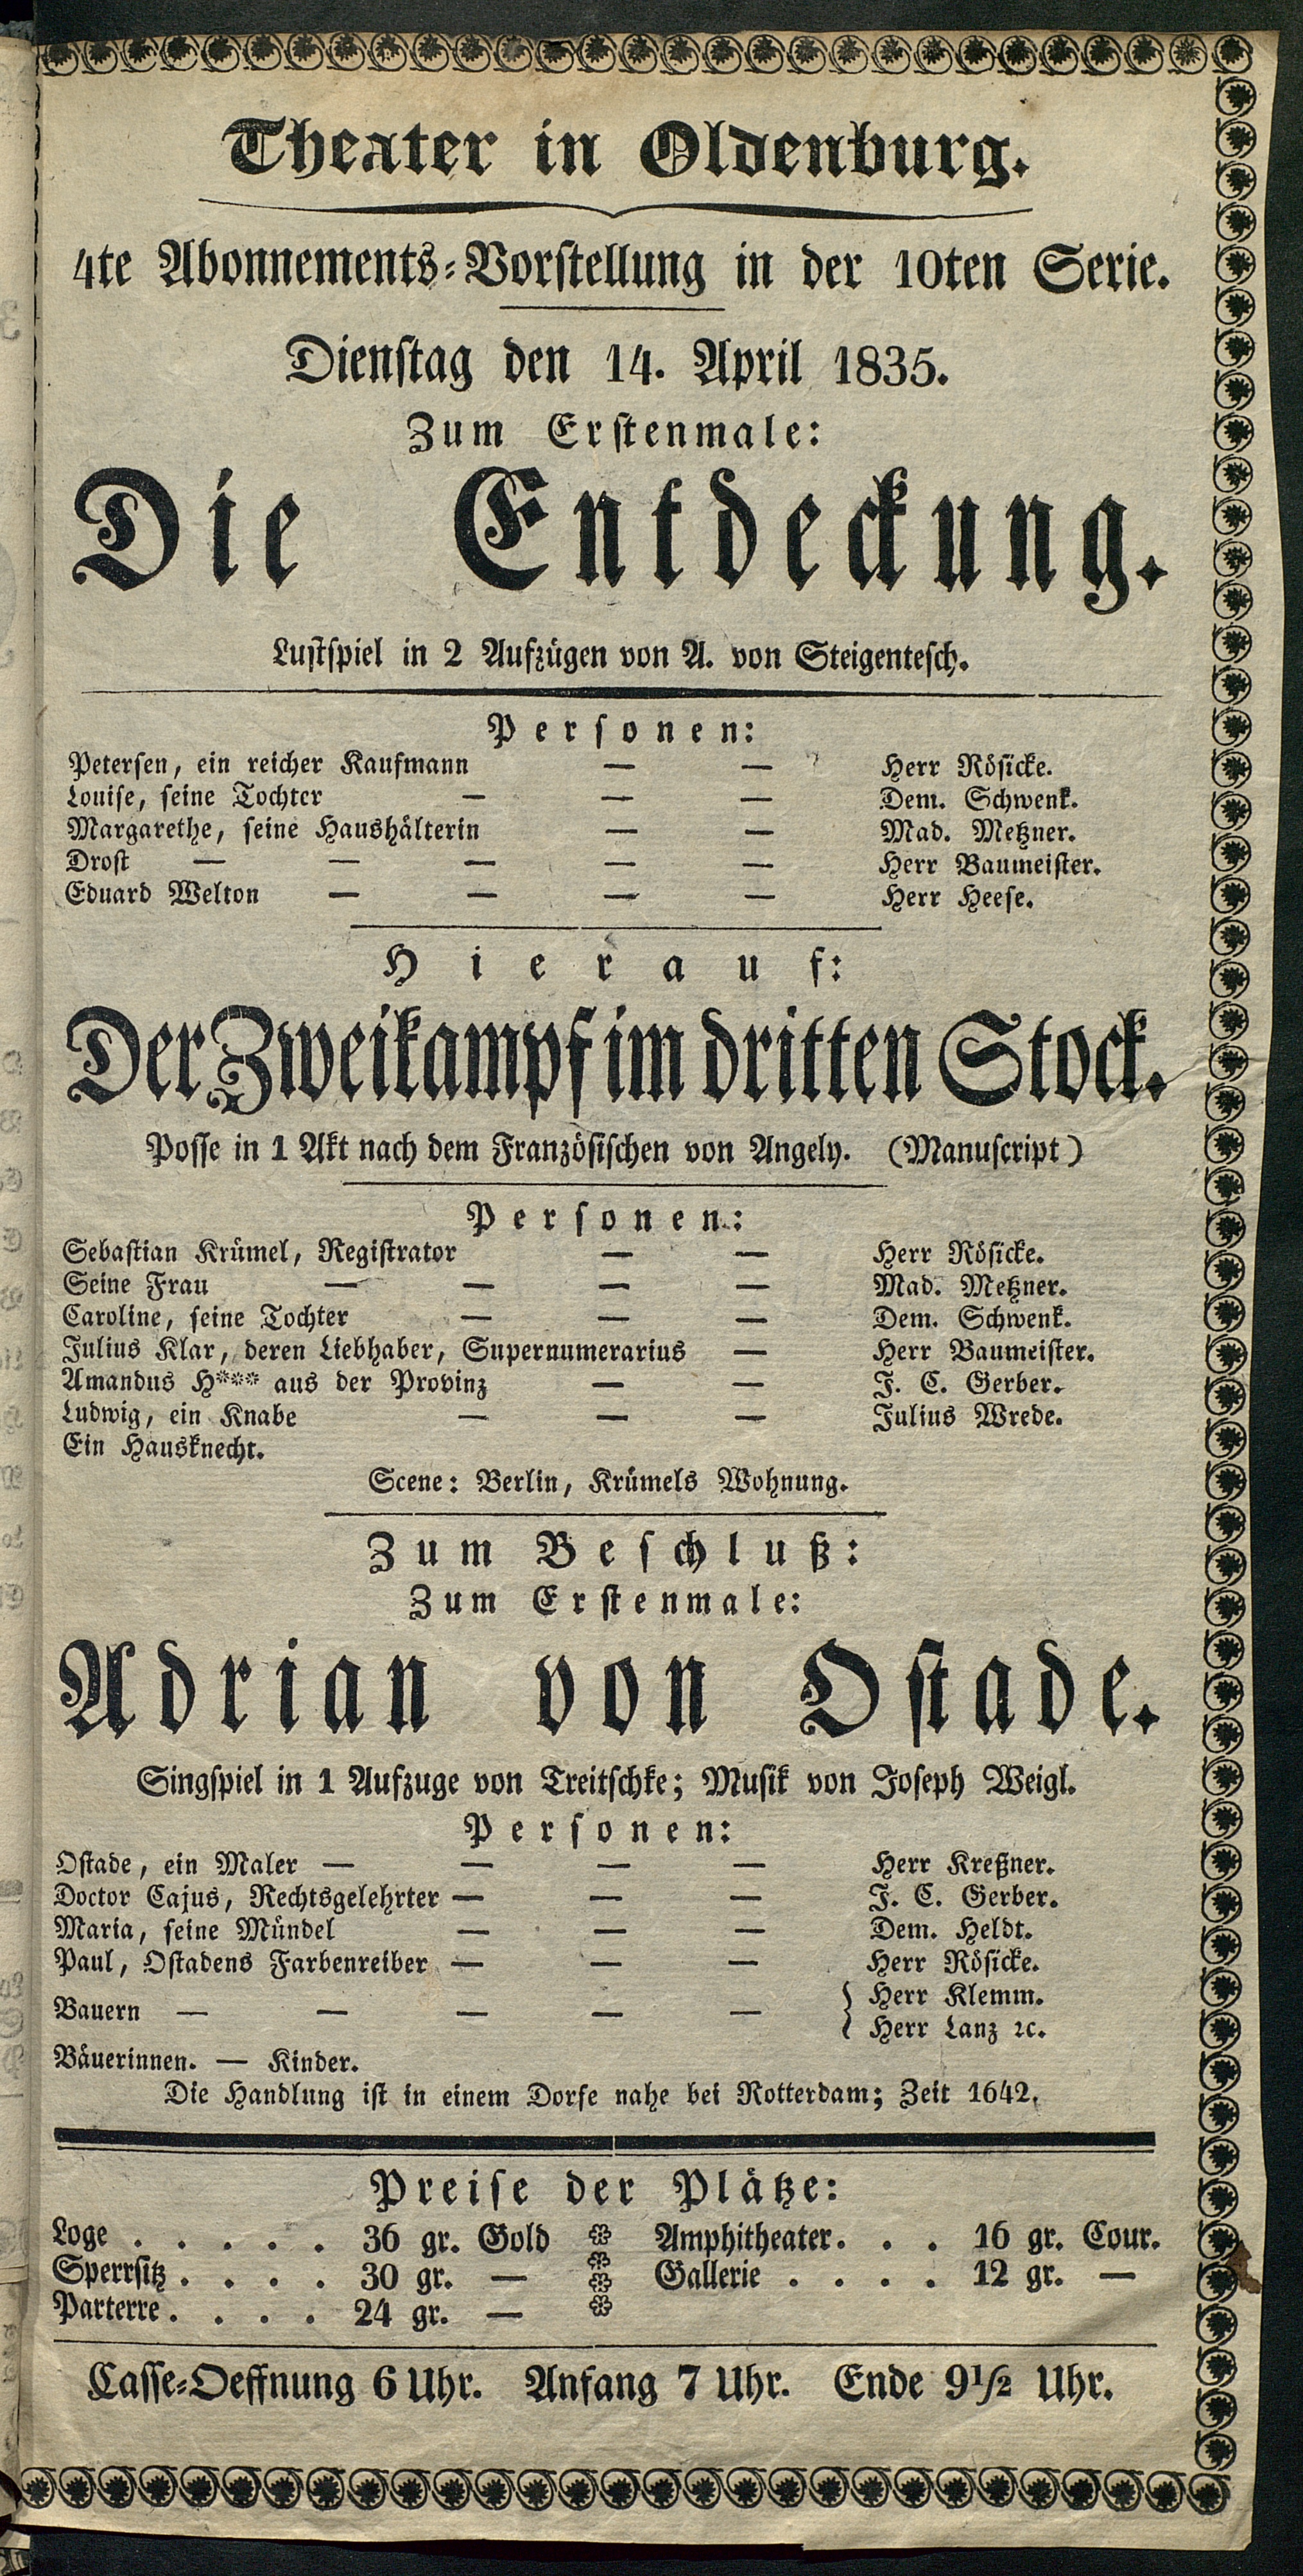 Theater in Oldenburg.
4te Abonnements-Vorstellung in der 10ten Serie.
Dienstag den 14. April 1835.
Zum Erstenmale:
Die Entdeckung.
Lustspiel in 2 Aufzügen von A. von Steigentesch.
Personen:
Petersen, ein reicher Kaufmann — — Herr Rösicke.
Louise, seine Tochter — — — Dem. Schwenk.
Margarethe, seine Haushälterin — — Mad. Metzner.
Drost — — — — — Herr Baumeister.
Eduard Welton — — — — Herr Heese.
Hierauf:
Der Zweikampf im dritten Stock.
Posse in 1 Akt nach dem Französischen von Angely. (Manuscript)
Personen:
Sebastian Krümel, Registrator — — Herr Rösicke.
Seine Frau — — — — Mad. Metzner.
Caroline, seine Tochter — — — Dem. Schwenk.
Julius Klar, deren Liebhaber, Supernumerarius — Herr Baumeister.
Amandus H*** aus der Provinz — — J. C. Gerber.
Ludwig, ein Knabe — — — Julius Wrede.
Ein Hausknecht.
Scene: Berlin, Krümels Wohnung.
Zum Beschluß:
Zum Erstenmale:
Adrian von Ostade.
Singspiel in 1 Aufzuge von Treitschke; Musik von Joseph Weigl.
Personen:
Ostade, ein Maler — — — — Herr Kreßner.
Doctor Cajus, Rechtsgelehrter — — — J. C. Gerber.
Maria, seine Mündel — — — Dem. Heldt.
Paul, Ostadens Farbenreiber — — — Herr Rösicke.
Bauern — — — — — { Herr Klemm.
Herr Lanz ꝛc.
Bäuerinnen. — Kinder.
Die Handlung ist in einem Dorfe nahe bei Rotterdam; Zeit 1642.
Preise der Plätze:
Loge . . . . . 36 gr. Gold
Sperrsitz . . . . 30 gr. —
Parterre . . . . 24 gr. —
Amphitheater . . . 16 gr. Cour.
Gallerie . . . . 12 gr. —
Casse-Oeffnung 6 Uhr. Anfang 7 Uhr. Ende 9½ Uhr.